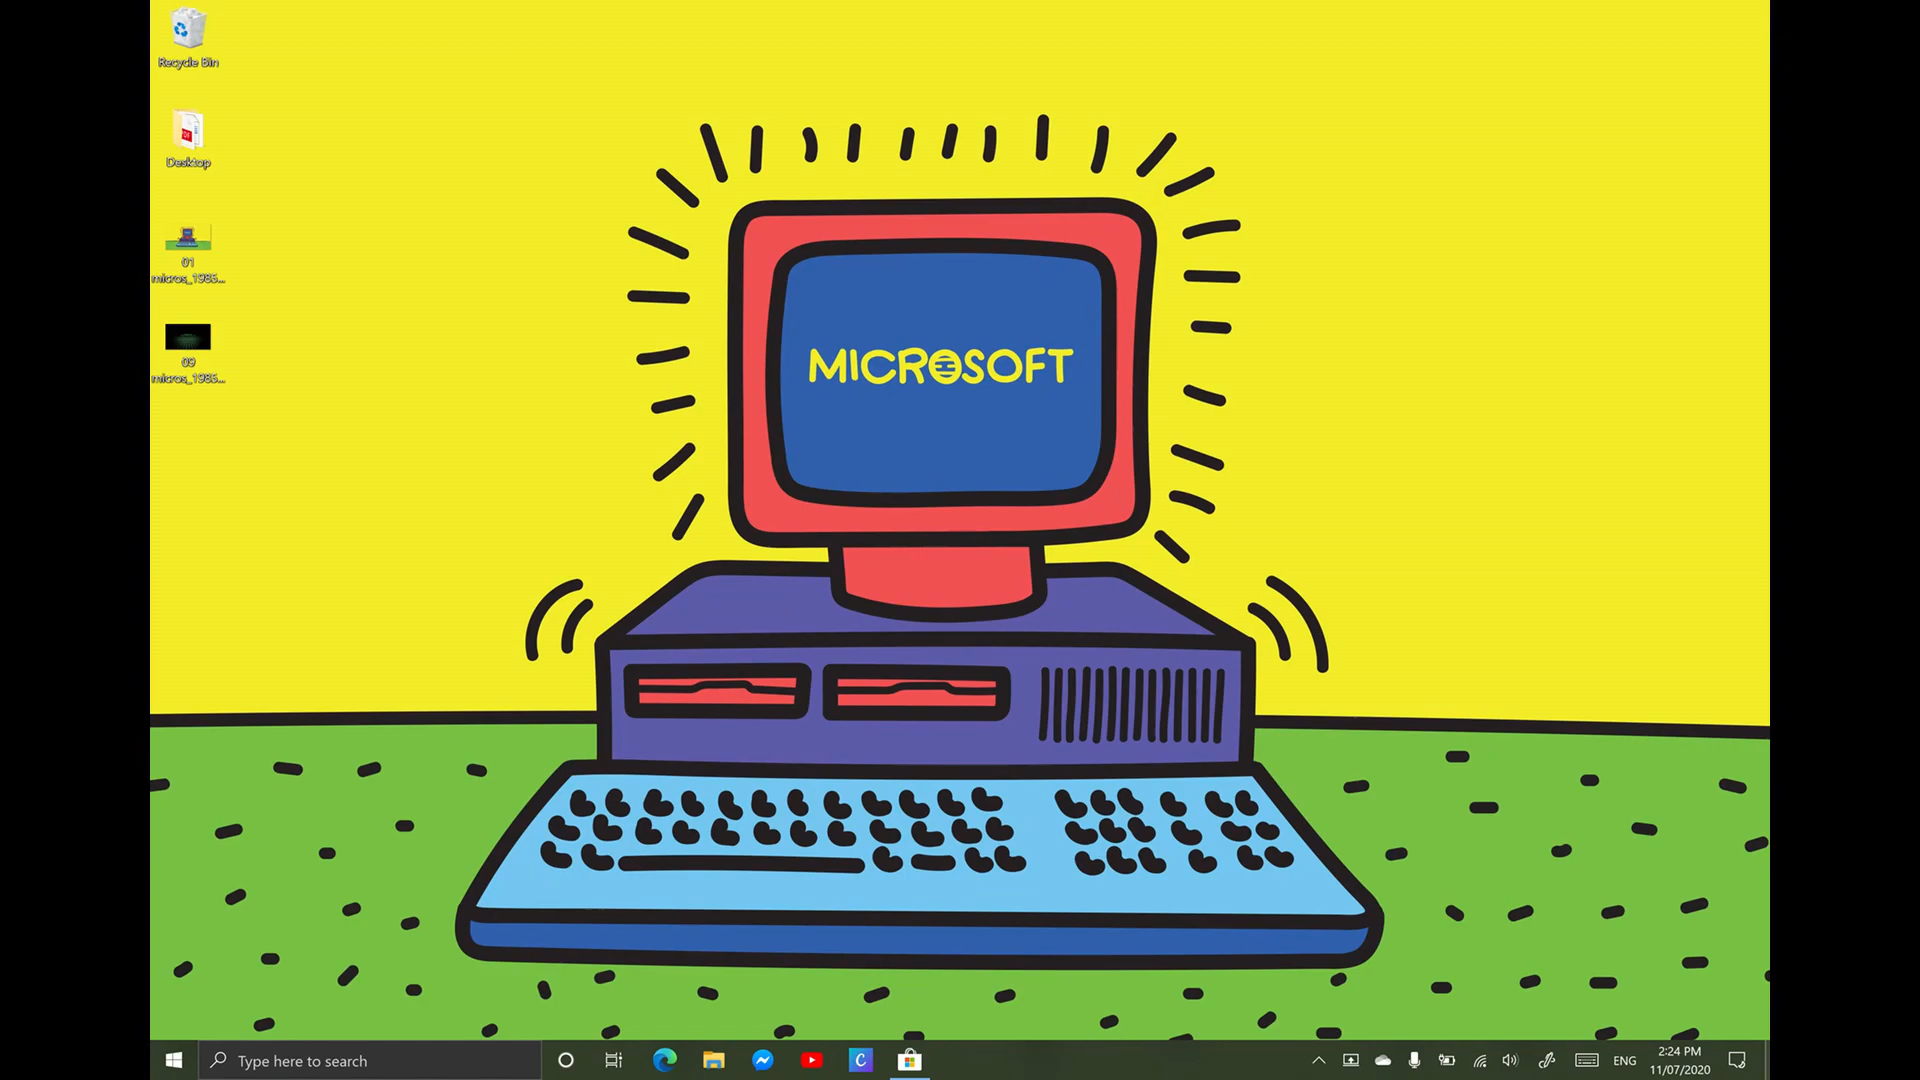 Recycle Bin
Desktop
01
micros_1985...
09
micros_1985...
MICROSOFT
Type here to search
C
ENG
2:24 PM
11/07/2020